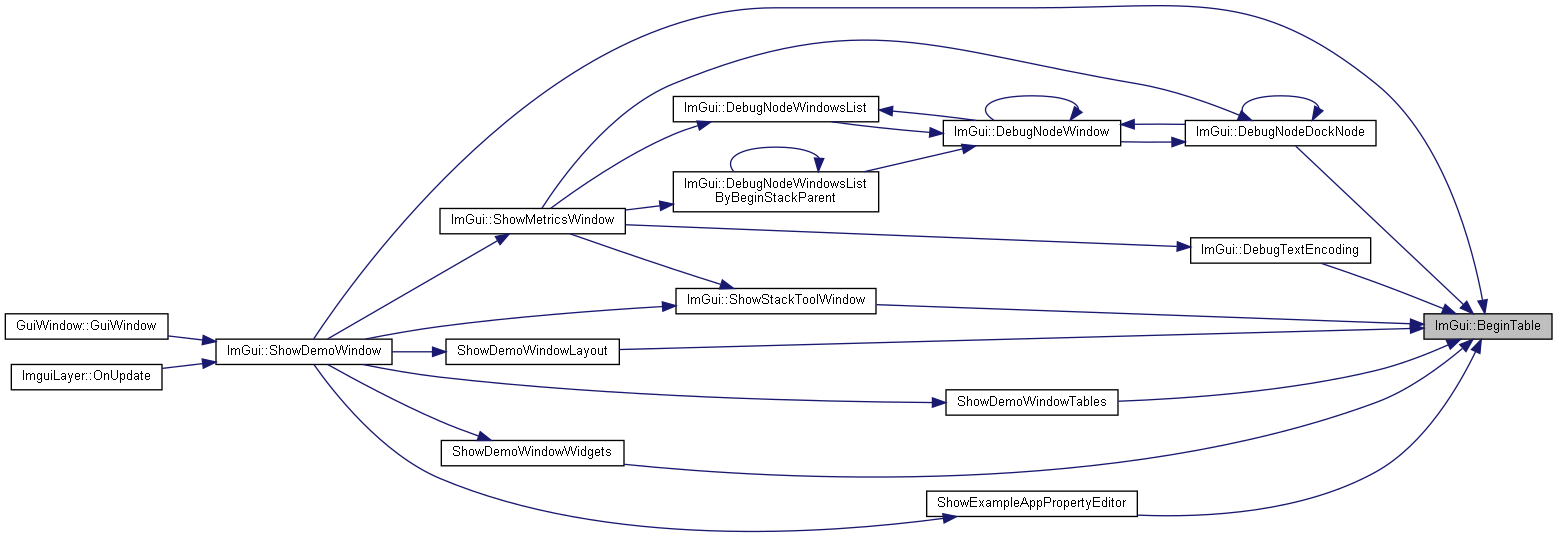 ImGui::DebugNodeWindowsList
ImGui::DebugNodeWindow
ImGui::DebugNodeDockNode
ImGui::DebugNodeWindowsList
ByBeginStackParent
ImGui::ShowMetricsWindow
ImGui::DebugTextEncoding
ImGui::ShowStackToolWindow
GuiWindow::GuiWindow
ImGui::BeginTable
ImGui::ShowDemoWindow
ShowDemoWindowLayout
ImguiLayer::OnUpdate
ShowDemoWindowTables
ShowDemoWindowWidgets
ShowExampleAppPropertyEditor